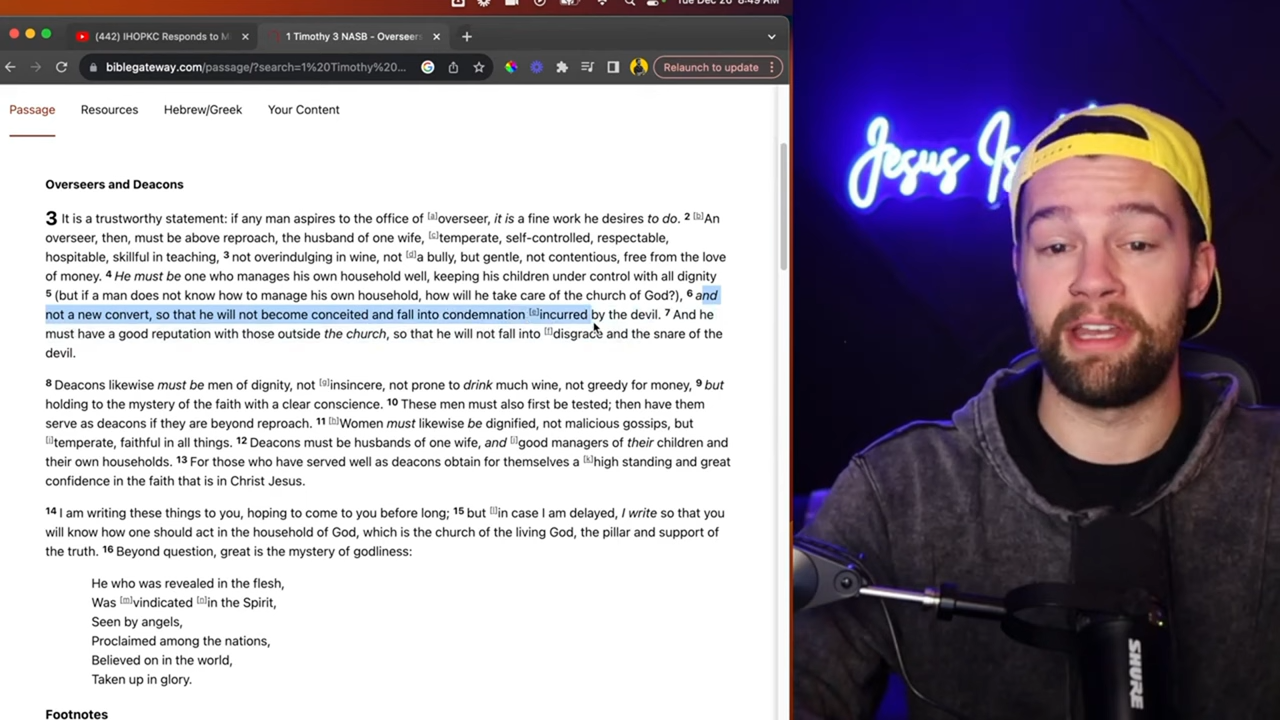 Tue Dec 26 8:49 AM
(442) IHOPKC Responds to M
1 Timothy 3 NASB - Overseers
biblegateway.com/passage/?search=1%20Timothy%20...
Relaunch to update
Passage
Resources
Hebrew/Greek
Your Content
Overseers and Deacons
3 It is a trustworthy statement: if any man aspires to the office of [a]overseer, it is a fine work he desires to do. 2 [b]An
overseer, then, must be above reproach, the husband of one wife, [c]temperate, self-controlled, respectable,
hospitable, skillful in teaching, 3 not overindulging in wine, not [d]a bully, but gentle, not contentious, free from the love
of money. 4 He must be one who manages his own household well, keeping his children under control with all dignity
5 (but if a man does not know how to manage his own household, how will he take care of the church of God?), 6 and
not a new convert, so that he will not become conceited and fall into condemnation [e]incurred by the devil. 7 And he
must have a good reputation with those outside the church, so that he will not fall into [f]disgrace and the snare of the
devil.
8 Deacons likewise must be men of dignity, not [g]insincere, not prone to drink much wine, not greedy for money, 9 but
holding to the mystery of the faith with a clear conscience. 10 These men must also first be tested; then have them
serve as deacons if they are beyond reproach. 11 [h]Women must likewise be dignified, not malicious gossips, but
[i]temperate, faithful in all things. 12 Deacons must be husbands of one wife, and [j]good managers of their children and
their own households. 13 For those who have served well as deacons obtain for themselves a [k]high standing and great
confidence in the faith that is in Christ Jesus.
14 I am writing these things to you, hoping to come to you before long; 15 but [l]in case I am delayed, I write so that you
will know how one should act in the household of God, which is the church of the living God, the pillar and support of
the truth. 16 Beyond question, great is the mystery of godliness:
He who was revealed in the flesh,
Was [m]vindicated [n]in the Spirit,
Seen by angels,
Proclaimed among the nations,
Believed on in the world,
Taken up in glory.
Footnotes
Jesus Is
SHURE